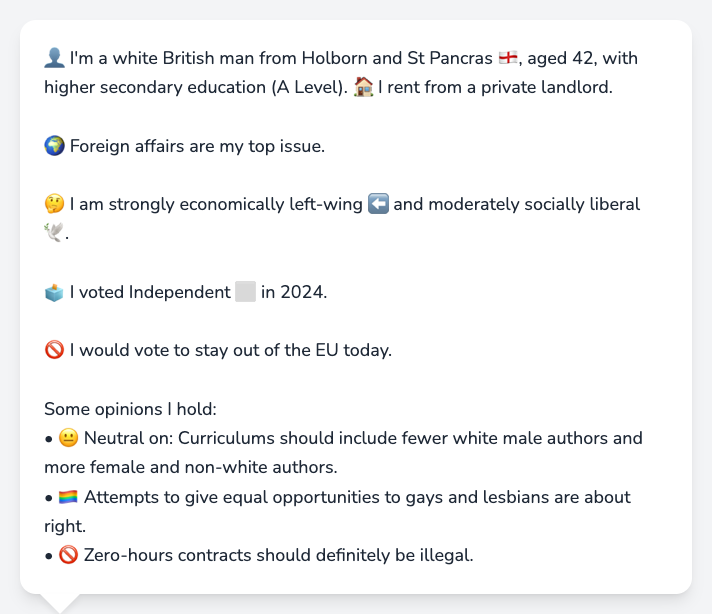 👤 I'm a white British man from Holborn and St Pancras 🏴󠁧󠁢󠁥󠁮󠁧󠁿, aged 42, with
higher secondary education (A Level). 🏠 I rent from a private landlord.
🌍 Foreign affairs are my top issue.
🤔 I am strongly economically left-wing ⬅️ and moderately socially liberal
🕊️.
🗳️ I voted Independent ⬜ in 2024.
🚫 I would vote to stay out of the EU today.
Some opinions I hold:
• 😐 Neutral on: Curriculums should include fewer white male authors and
more female and non-white authors.
• 🏳️‍🌈 Attempts to give equal opportunities to gays and lesbians are about
right.
• 🚫 Zero-hours contracts should definitely be illegal.